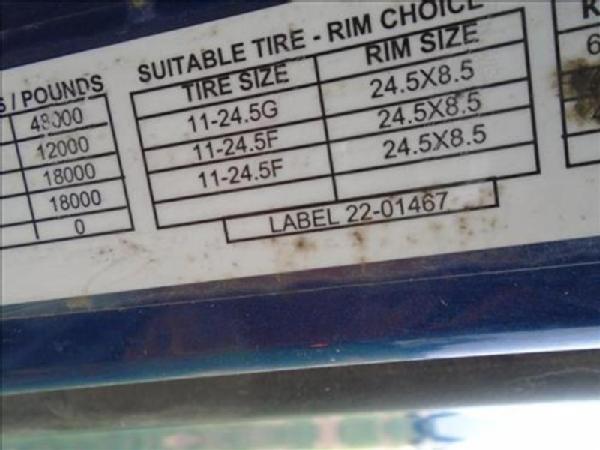 S / POUNDS
48000
12000
18000
18000
0
SUITABLE TIRE - RIM CHOICE
TIRE SIZE RIM SIZE
11-24.5G 24.5X8.5
11-24.5F 24.5X8.5
11-24.5F 24.5X8.5
LABEL 22-01467
K
6